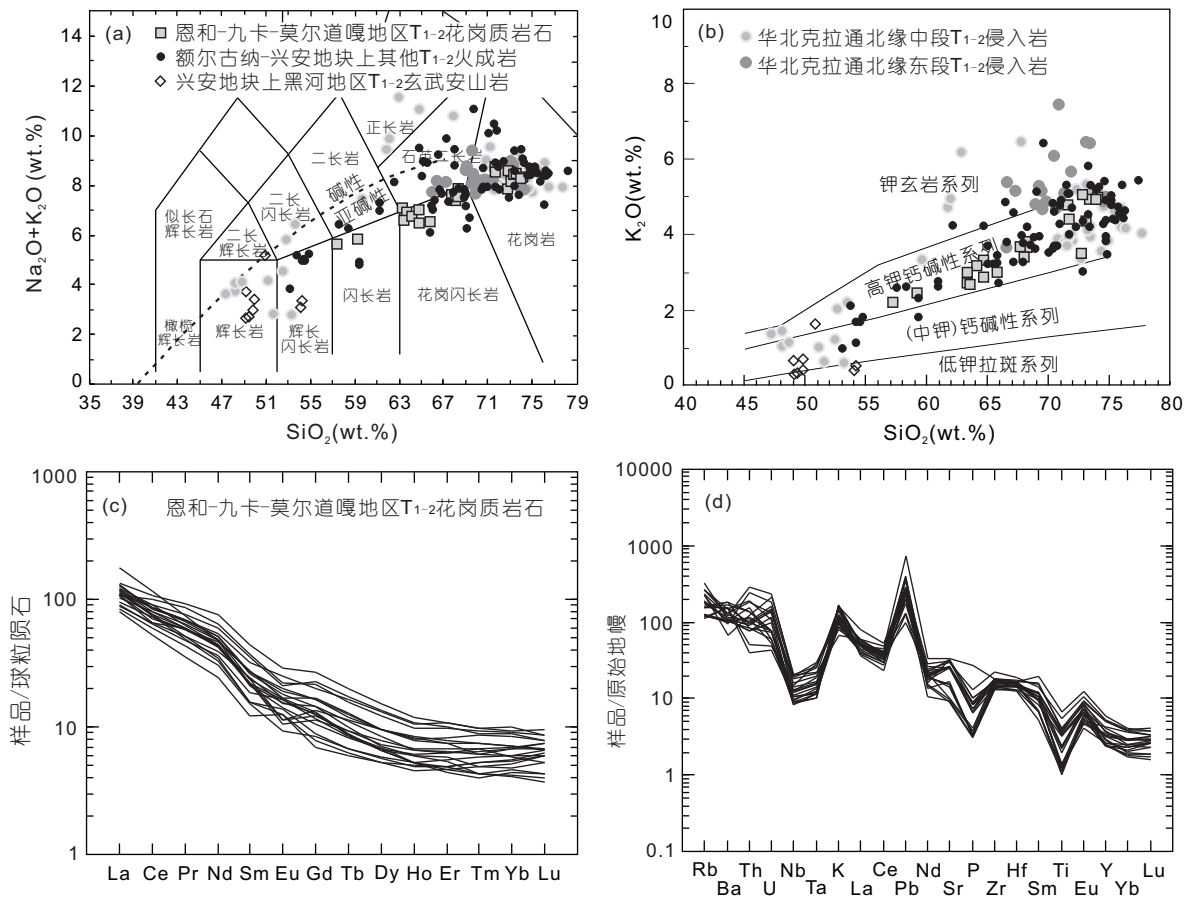 (a)
恩和-九卡-莫尔道嘎地区T1-2花岗质岩石
额尔古纳-兴安地块上其他T1-2火成岩
兴安地块上黑河地区T1-2玄武安山岩
14
12
10
8
6
4
2
0
Na2O+K2O (wt.%)
正长岩
二长岩
石英二长岩
碱性
亚碱性
二长
闪长岩
似长石
辉长岩
二长
辉长岩
花岗岩
橄榄
辉长岩
辉长岩
辉长
闪长岩
闪长岩
花岗闪长岩
35 39 43 47 51 55 59 63 67 71 75 79
SiO2(wt.%)
(b)
华北克拉通北缘中段T1-2侵入岩
华北克拉通北缘东段T1-2侵入岩
10
8
6
4
2
0
K2O(wt.%)
钾玄岩系列
高钾钙碱性系列
(中钾)钙碱性系列
低钾拉斑系列
40 45 50 55 60 65 70 75 80
SiO2(wt.%)
(c)
恩和-九卡-莫尔道嘎地区T1-2花岗质岩石
1000
100
10
1
样品/球粒陨石
La Ce Pr Nd Sm Eu Gd Tb Dy Ho Er Tm Yb Lu
(d)
10000
1000
100
10
1
0.1
样品/原始地幔
Rb Th Nb K Ce Nd P Hf Ti Y Lu
Ba U Ta La Pb Sr Zr Sm Eu Yb